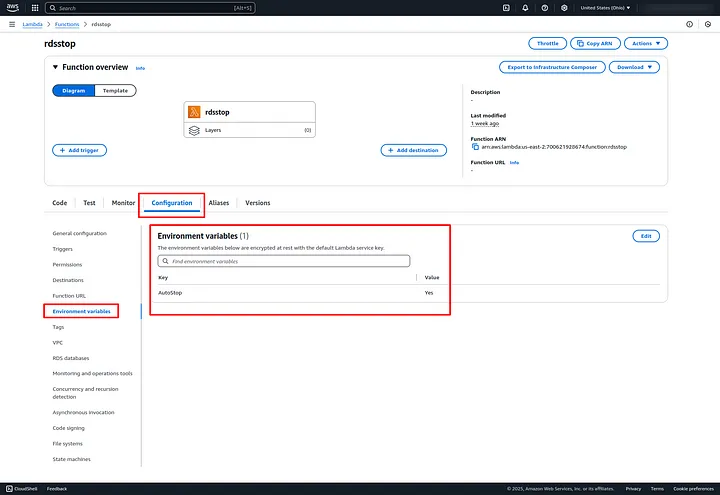 aws
Search [Alt+S]
United States (Ohio) ▼
Lambda > Functions > rdsstop
rdsstop
Throttle
Copy ARN
Actions ▼
▼ Function overview Info
Export to Infrastructure Composer
Download ▼
Diagram Template
rdsstop
Layers (0)
+ Add trigger
+ Add destination
Description
-
Last modified
1 week ago
Function ARN
arn:aws:lambda:us-east-2:700621928674:function:rdsstop
Function URL Info
-
Code Test Monitor Configuration Aliases Versions
General configuration
Triggers
Permissions
Destinations
Function URL
Environment variables
Tags
VPC
RDS databases
Monitoring and operations tools
Concurrency and recursion
detection
Asynchronous invocation
Code signing
File systems
State machines
Environment variables (1)
Edit
The environment variables below are encrypted at rest with the default Lambda service key.
Find environment variables
Key Value
AutoStop Yes
CloudShell Feedback
© 2025, Amazon Web Services, Inc. or its affiliates. Privacy Terms Cookie preferences